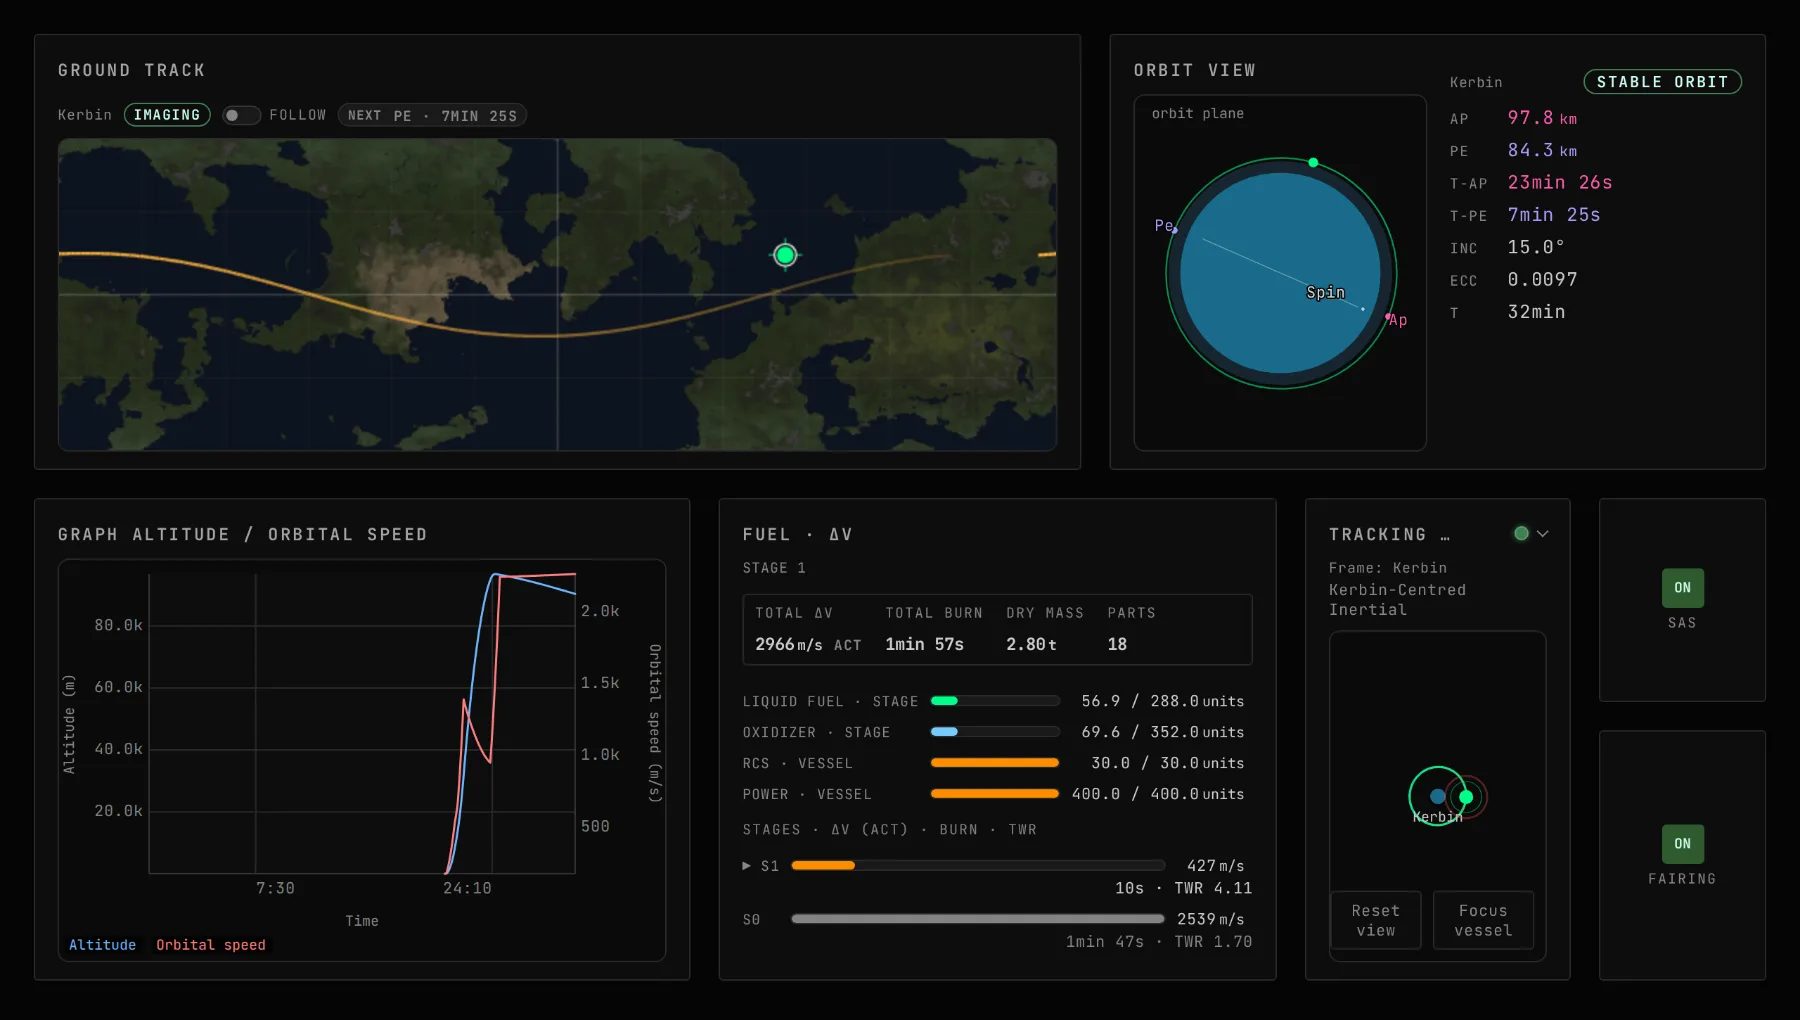 GROUND TRACK
Kerbin IMAGING FOLLOW NEXT PE · 7MIN 25S
ORBIT VIEW
orbit plane
Pe
Spin
Ap
Kerbin STABLE ORBIT
AP 97.8 km
PE 84.3 km
T-AP 23min 26s
T-PE 7min 25s
INC 15.0°
ECC 0.0097
T 32min
GRAPH ALTITUDE / ORBITAL SPEED
Altitude (m)
80.0k
60.0k
40.0k
20.0k
2.0k
1.5k
1.0k
500
Orbital speed (m/s)
7:30 24:10
Time
Altitude Orbital speed
FUEL · ΔV
STAGE 1
TOTAL ΔV TOTAL BURN DRY MASS PARTS
2966 m/s ACT 1min 57s 2.80 t 18
LIQUID FUEL · STAGE 56.9 / 288.0 units
OXIDIZER · STAGE 69.6 / 352.0 units
RCS · VESSEL 30.0 / 30.0 units
POWER · VESSEL 400.0 / 400.0 units
STAGES · ΔV (ACT) · BURN · TWR
▶ S1 427 m/s
10s · TWR 4.11
S0 2539 m/s
1min 47s · TWR 1.70
TRACKING …
Frame: Kerbin
Kerbin-Centred
Inertial
Kerbin
Reset
view
Focus
vessel
ON
SAS
ON
FAIRING